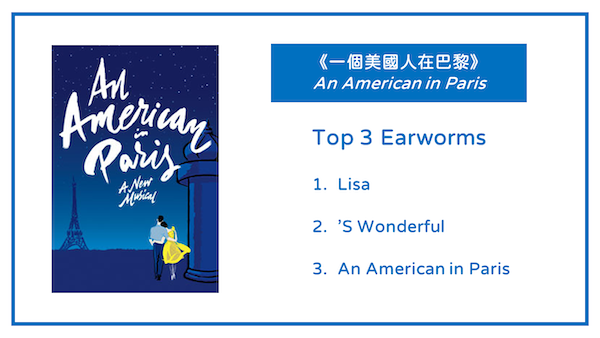 An
American
in
Paris
A New
Musical
《一個美國人在巴黎》
An American in Paris
Top 3 Earworms
1. Lisa
2. ’S Wonderful
3. An American in Paris